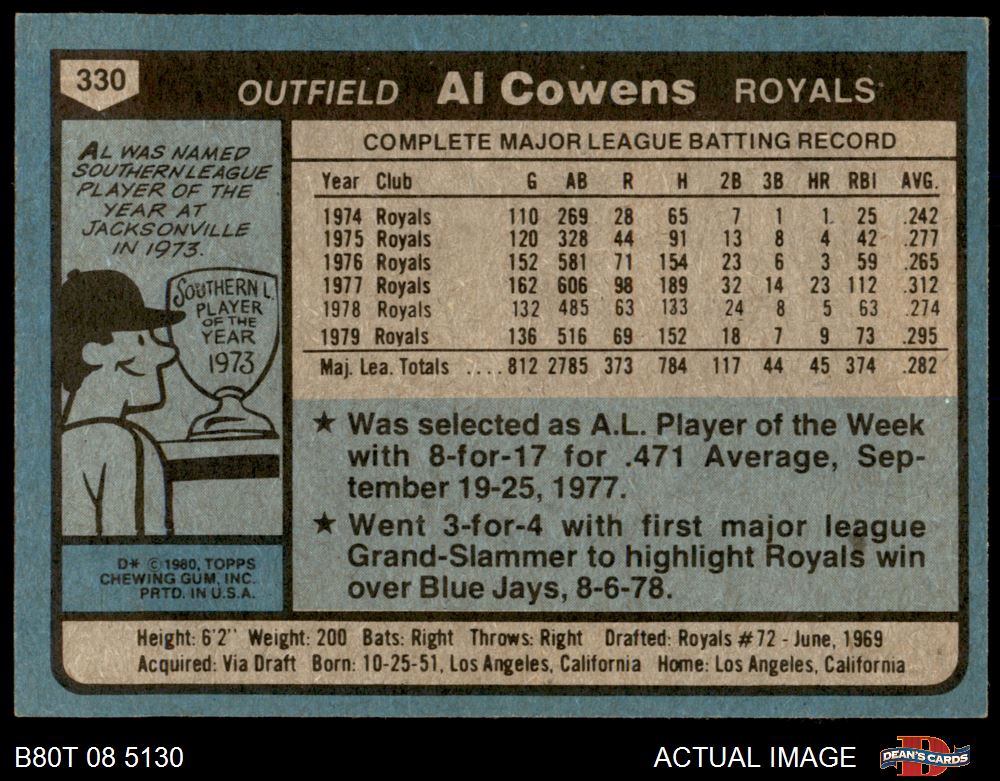 330
OUTFIELD Al Cowens ROYALS
AL WAS NAMED
SOUTHERN LEAGUE
PLAYER OF THE
YEAR AT
JACKSONVILLE
IN 1973.
SOUTHERN L.
PLAYER
OF THE
YEAR
1973
D* © 1980, TOPPS
CHEWING GUM, INC.
PRTD. IN U.S.A.
COMPLETE MAJOR LEAGUE BATTING RECORD
Year Club G AB R H 2B 3B HR RBI AVG.
1974 Royals 110 269 28 65 7 1 1 25 .242
1975 Royals 120 328 44 91 13 8 4 42 .277
1976 Royals 152 581 71 154 23 6 3 59 .265
1977 Royals 162 606 98 189 32 14 23 112 .312
1978 Royals 132 485 63 133 24 8 5 63 .274
1979 Royals 136 516 69 152 18 7 9 73 .295
Maj. Lea. Totals ....812 2785 373 784 117 44 45 374 .282
★ Was selected as A.L. Player of the Week
with 8-for-17 for .471 Average, Sep-
tember 19-25, 1977.
★ Went 3-for-4 with first major league
Grand-Slammer to highlight Royals win
over Blue Jays, 8-6-78.
Height: 6'2" Weight: 200 Bats: Right Throws: Right Drafted: Royals #72 - June, 1969
Acquired: Via Draft Born: 10-25-51, Los Angeles, California Home: Los Angeles, California
B80T 08 5130 ACTUAL IMAGE DEAN'S CARDS